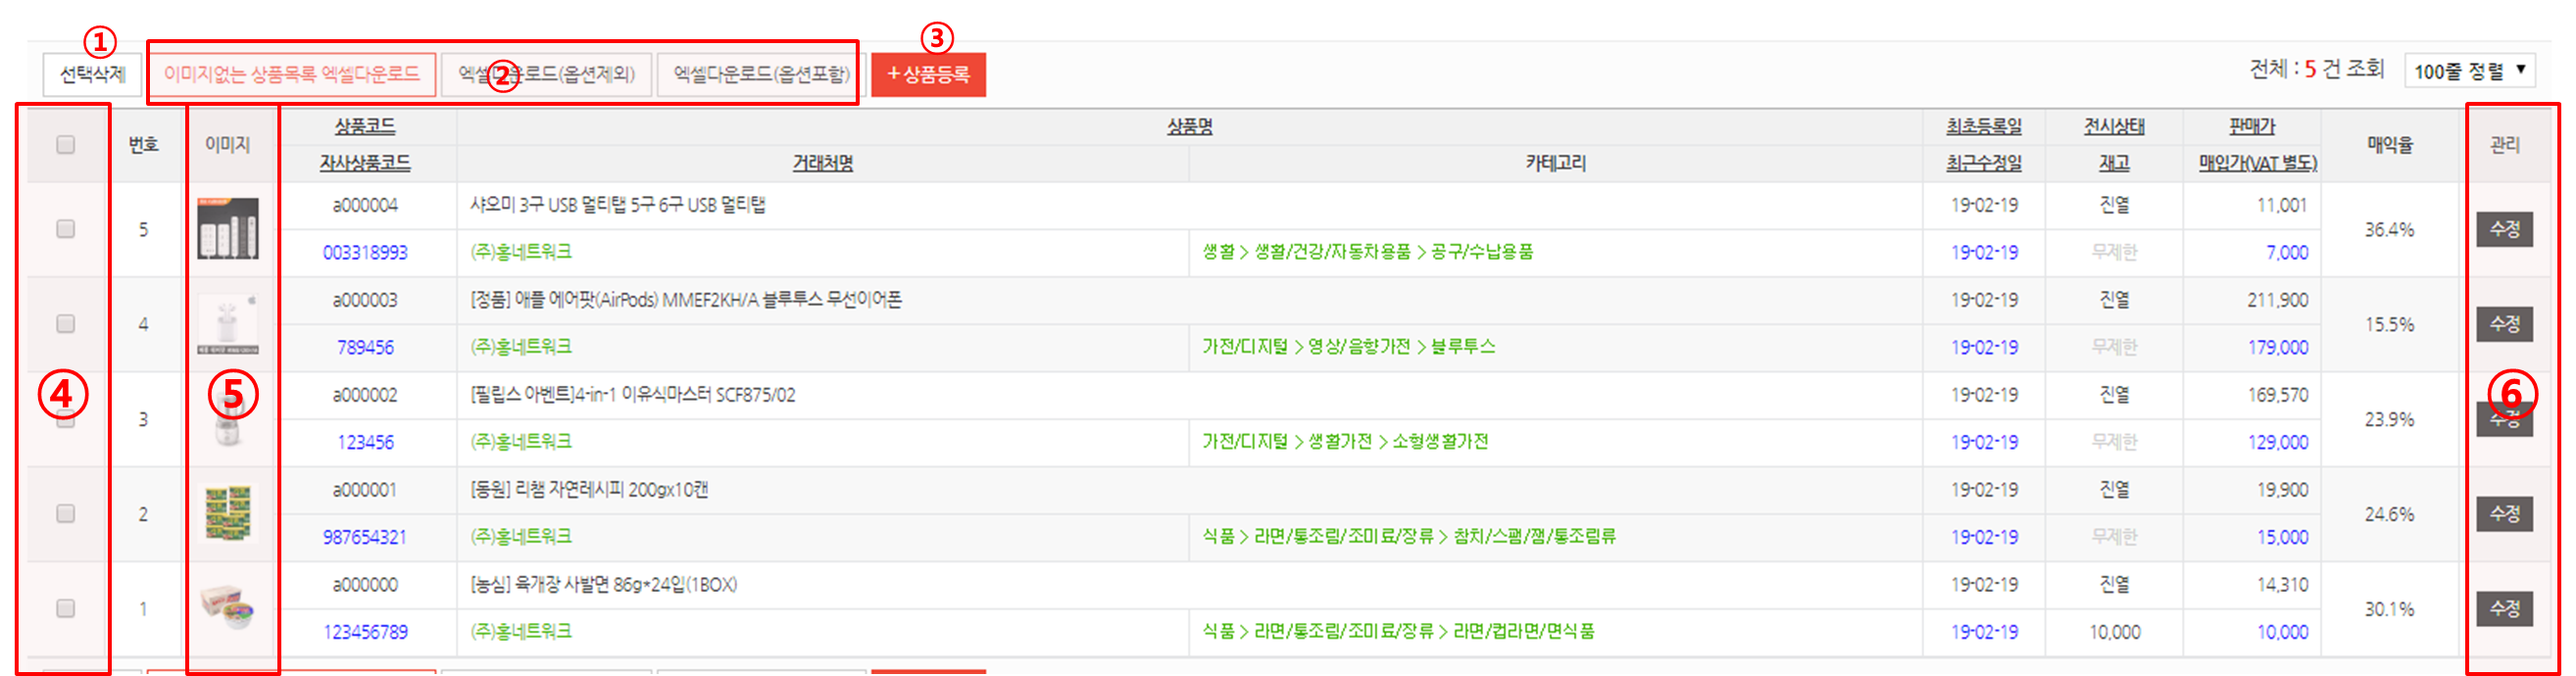 ① ③
선택삭제 이미지없는 상품목록 엑셀다운로드 엑셀다운로드(옵션제외) ② 엑셀다운로드(옵션포함) +상품등록 전체 : 5 건 조회 100줄 정렬 ▼
번호 이미지 상품코드 상품명 최초등록일 전시상태 판매가 매익율 관리
자사상품코드 거래처명 카테고리 최근수정일 재고 매입가(VAT 별도)
5 a000004 샤오미 3구 USB 멀티탭 5구 6구 USB 멀티탭 19-02-19 진열 11,001 36.4% 수정
003318993 (주)홍네트워크 생활 > 생활/건강/자동차용품 > 공구/수납용품 19-02-19 무제한 7,000
4 a000003 [정품] 애플 에어팟(AirPods) MMEF2KH/A 블루투스 무선이어폰 19-02-19 진열 211,900 15.5% 수정
789456 (주)홍네트워크 가전/디지털 > 영상/음향가전 > 블루투스 19-02-19 무제한 179,000
④ ⑤ 3 a000002 [필립스 아벤트]4-in-1 이유식마스터 SCF875/02 19-02-19 진열 169,570 23.9% ⑥ 수정
123456 (주)홍네트워크 가전/디지털 > 생활가전 > 소형생활가전 19-02-19 무제한 129,000
2 a000001 [동원] 리챔 자연레시피 200gx10캔 19-02-19 진열 19,900 24.6% 수정
987654321 (주)홍네트워크 식품 > 라면/통조림/조미료/장류 > 참치/스팸/잼/통조림류 19-02-19 무제한 15,000
1 a000000 [농심] 육개장 사발면 86g*24입(1BOX) 19-02-19 진열 14,310 30.1% 수정
123456789 (주)홍네트워크 식품 > 라면/통조림/조미료/장류 > 라면/컵라면/면식품 19-02-19 10,000 10,000